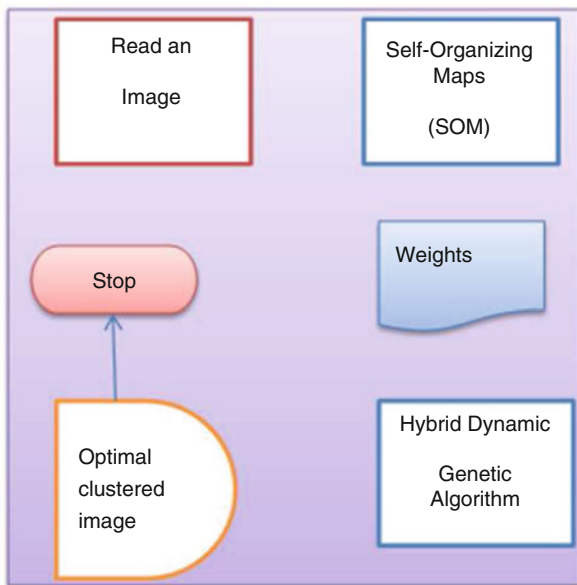 Read an
Image
Self-Organizing
Maps
(SOM)
Stop
Weights
Optimal
clustered
image
Hybrid Dynamic
Genetic
Algorithm